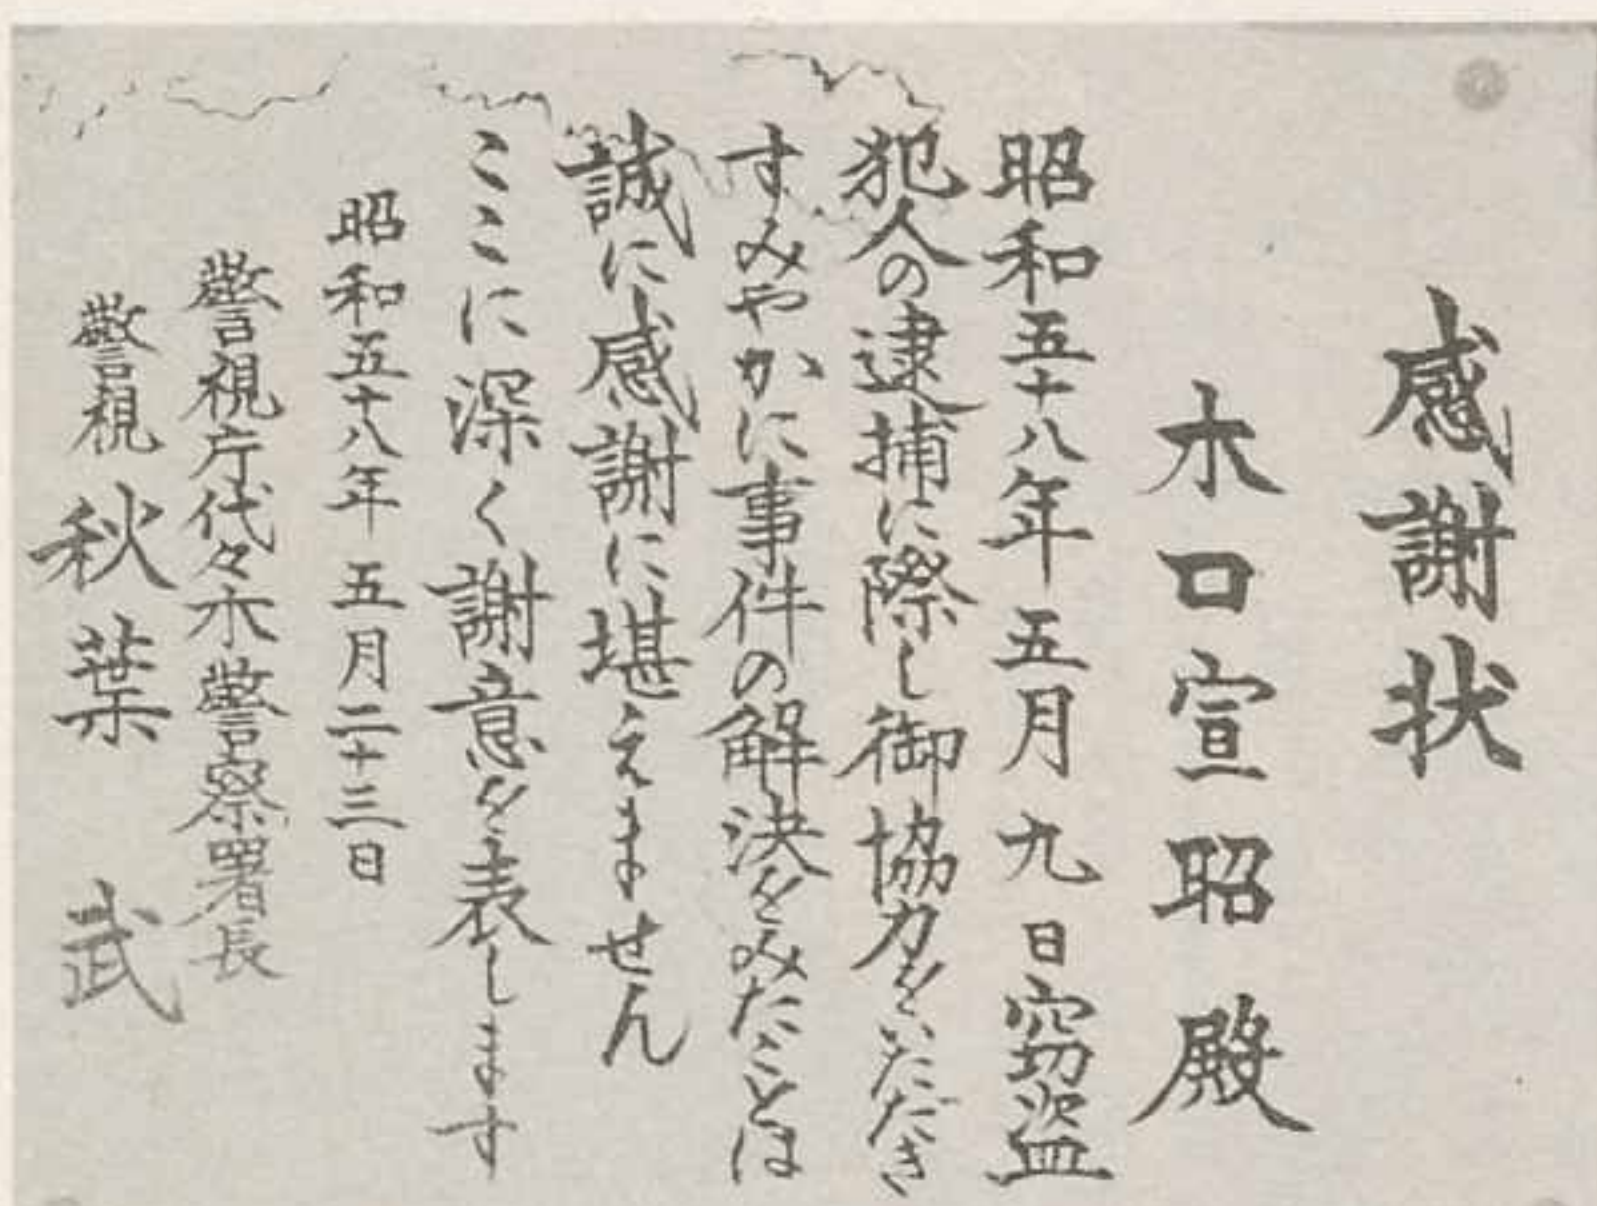 感謝状
木口宣昭殿
昭和五十八年五月九日窃盗
犯人の逮捕に際し御協力をいただき
すみやかに事件の解決をみたことは
誠に感謝に堪えません
ここに深く謝意を表します
昭和五十八年五月二十三日
警視庁代々木警察署長
警視秋葉武